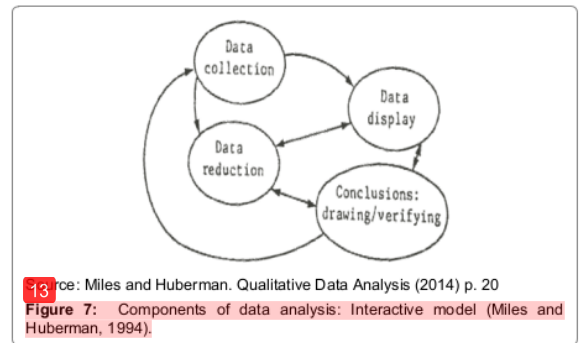 Data
collection
Data
display
Data
reduction
Conclusions:
drawing/verifying
13
Source: Miles and Huberman. Qualitative Data Analysis (2014) p. 20
Figure 7: Components of data analysis: Interactive model (Miles and
Huberman, 1994).